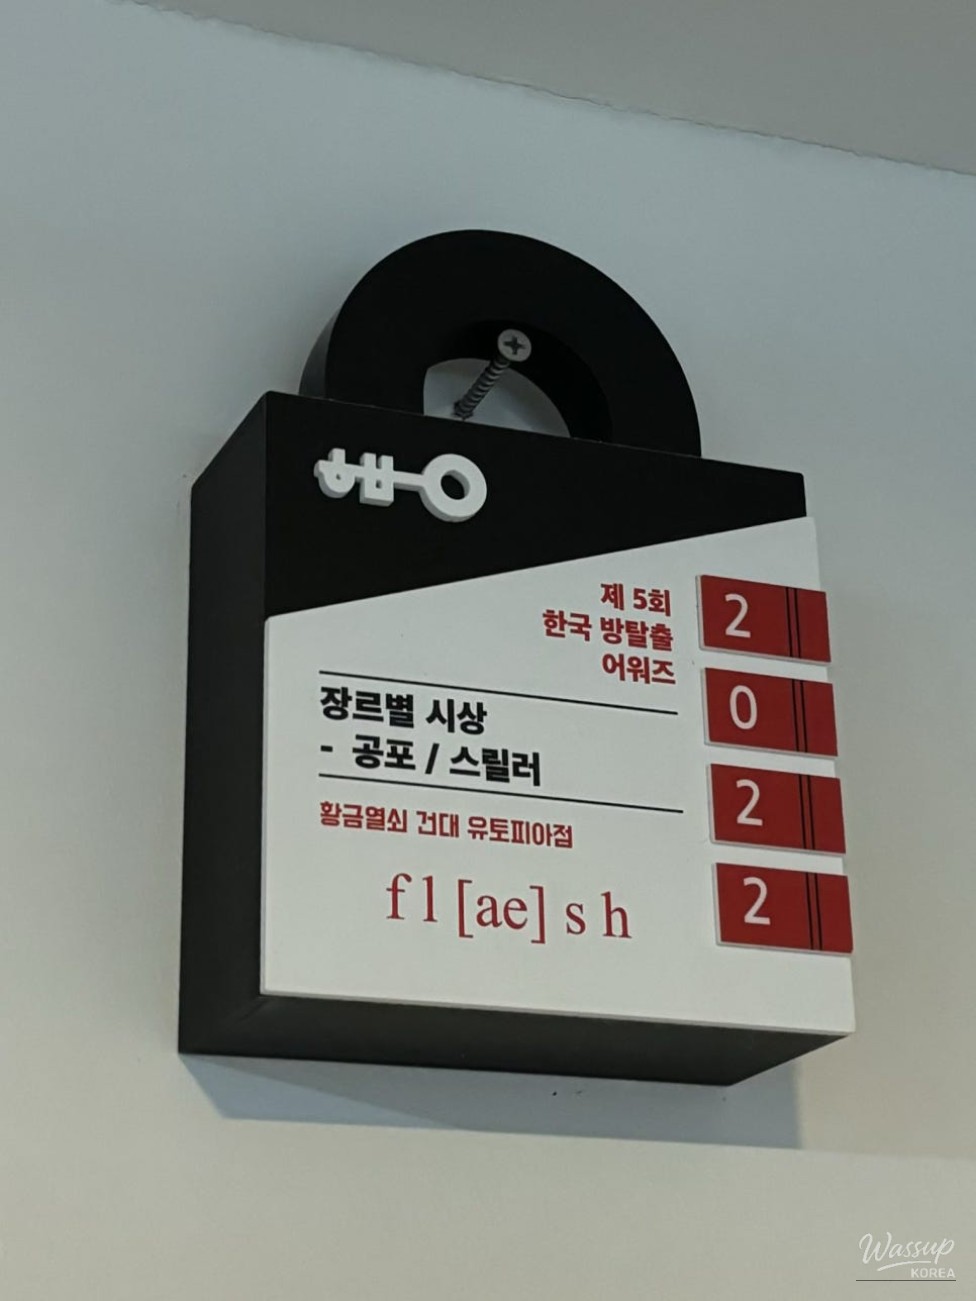 제 5회
한국 방탈출
어워즈
장르별 시상
- 공포 / 스릴러
황금열쇠 건대 유토피아점
f l [ae] s h
2
0
2
2
Wassup
KOREA